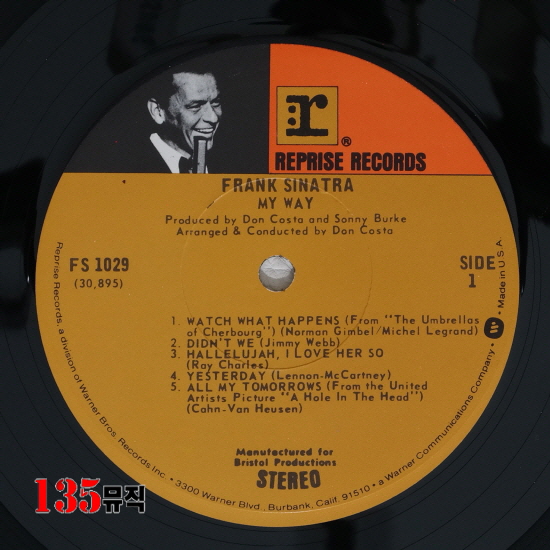 r
®
REPRISE RECORDS
FRANK SINATRA
MY WAY
Produced by Don Costa and Sonny Burke
Arranged & Conducted by Don Costa
FS 1029
(30,895)
SIDE
1
1. WATCH WHAT HAPPENS (From "The Umbrellas
of Cherbourg") (Norman Gimbel/Michel Legrand)
2. DIDN'T WE (Jimmy Webb)
3. HALLELUJAH, I LOVE HER SO
(Ray Charles)
4. YESTERDAY (Lennon-McCartney)
5. ALL MY TOMORROWS (From the United
Artists Picture "A Hole In The Head")
(Cahn-Van Heusen)
Manufactured for
Bristol Productions
STEREO
Reprise Records, a division of Warner Bros. Records Inc. • 3300 Warner Blvd., Burbank, Calif. 91510 • a Warner Communications Company • Made in U.S.A.
135뮤직